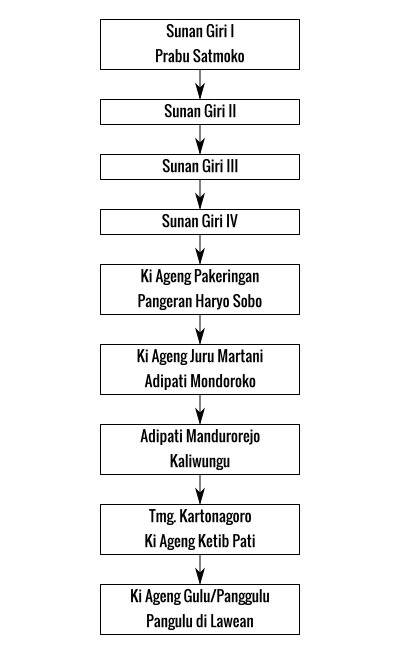 Sunan Giri I
Prabu Satmoko
Sunan Giri II
Sunan Giri III
Sunan Giri IV
Ki Ageng Pakeringan
Pangeran Haryo Sobo
Ki Ageng Juru Martani
Adipati Mondoroko
Adipati Mandurorejo
Kaliwungu
Tmg. Kartonagoro
Ki Ageng Ketib Pati
Ki Ageng Gulu/Panggulu
Pangulu di Lawean